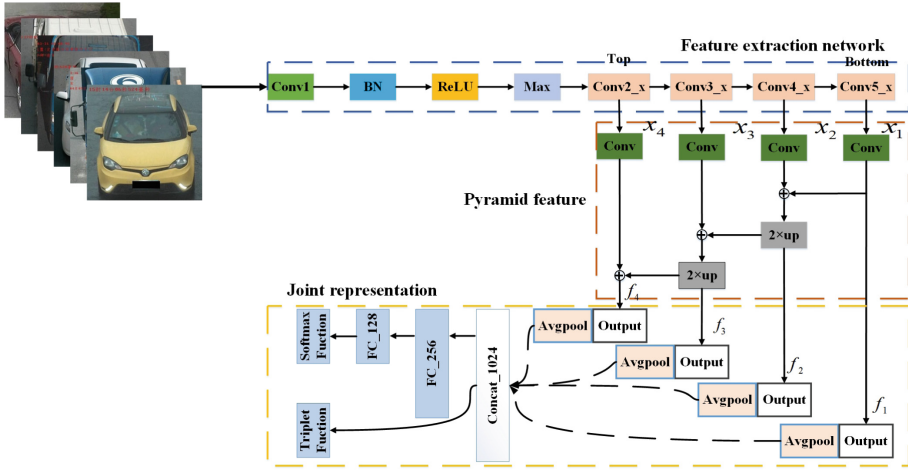 Feature extraction network
Top
Bottom
Conv1
BN
ReLU
Max
Conv2_x
Conv3_x
Conv4_x
Conv5_x
x4
x3
x2
x1
Conv
Conv
Conv
Conv
Pyramid feature
2×up
2×up
Joint representation
f4
f3
f2
f1
Avgpool
Output
Avgpool
Output
Avgpool
Output
Avgpool
Output
Softmax
Fuction
FC_128
FC_256
Concat_1024
Triplet
Fuction